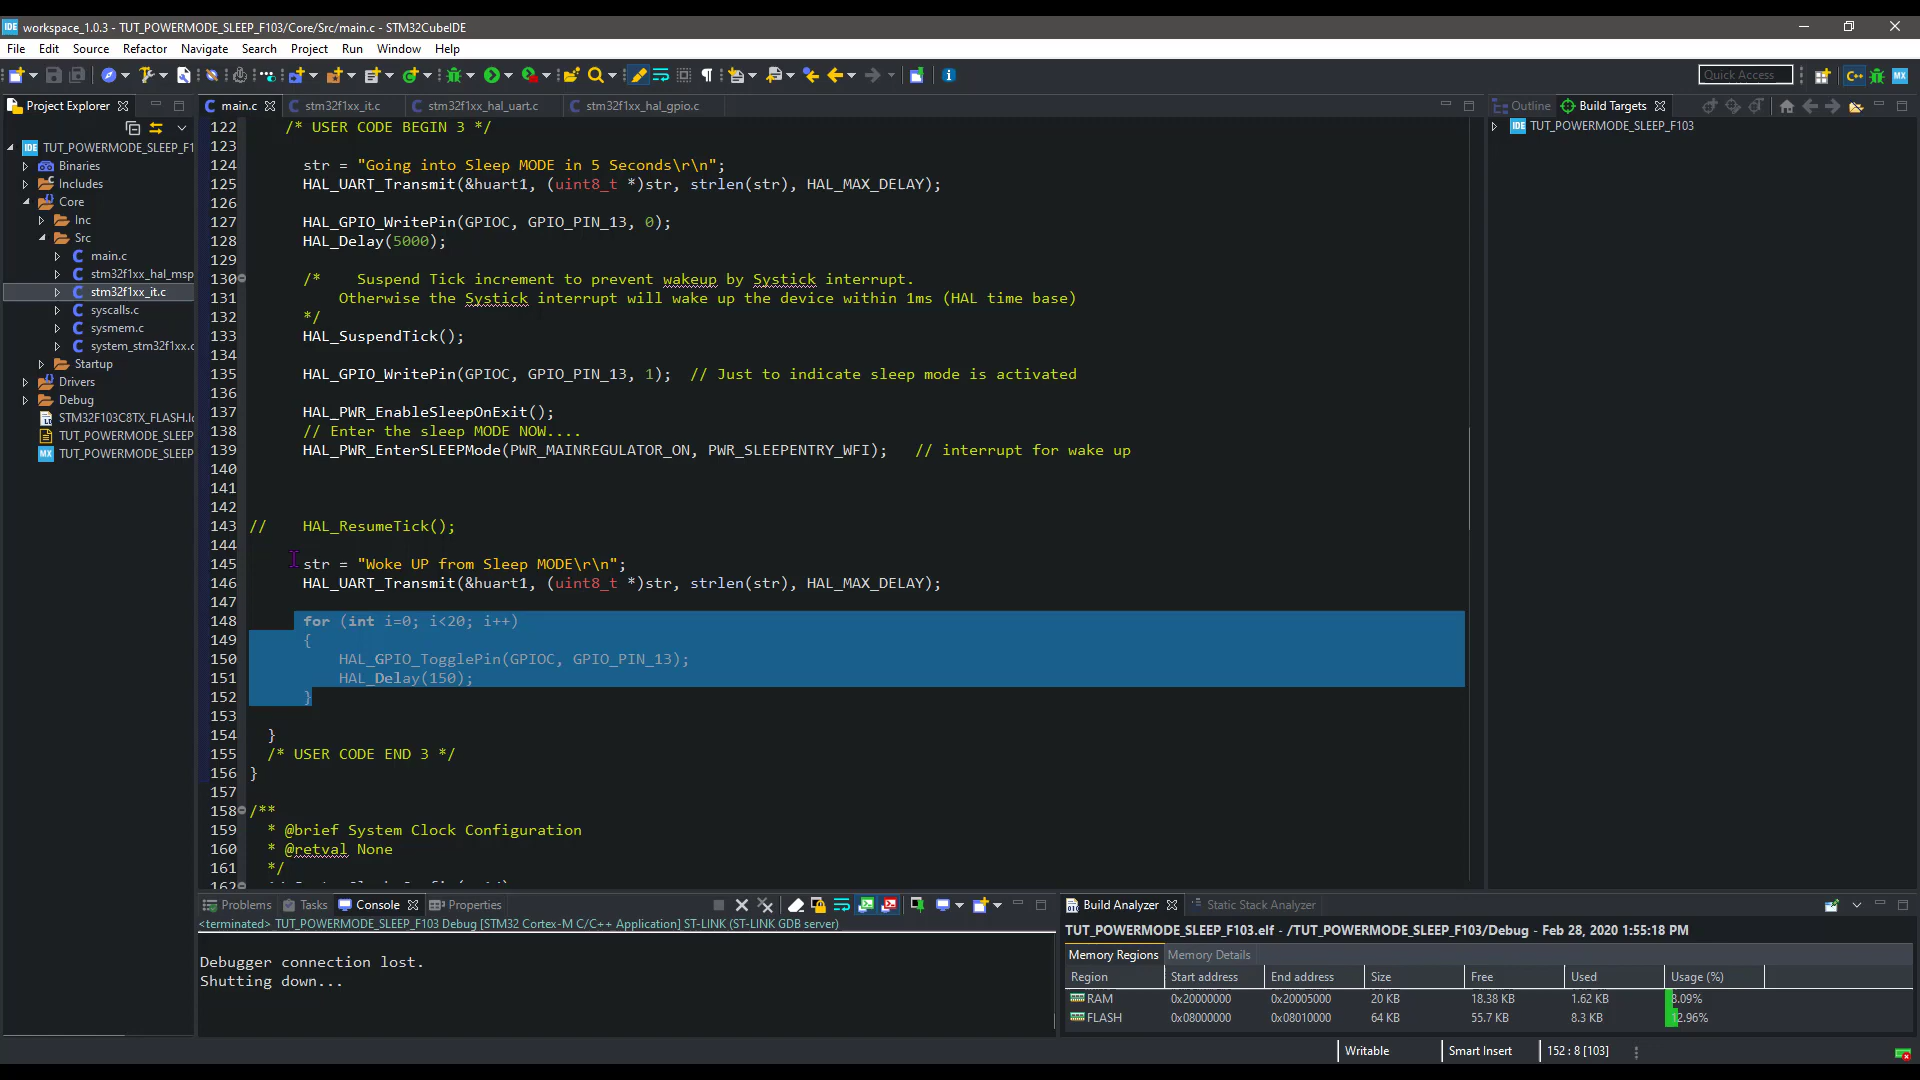 workspace_1.0.3 - TUT_POWERMODE_SLEEP_F103/Core/Src/main.c - STM32CubeIDE
File Edit Source Refactor Navigate Search Project Run Window Help
Quick Access
Project Explorer
TUT_POWERMODE_SLEEP_F1
Binaries
Includes
Core
Inc
Src
main.c
stm32f1xx_hal_msp
stm32f1xx_it.c
syscalls.c
sysmem.c
system_stm32f1xx.c
Startup
Drivers
Debug
STM32F103C8TX_FLASH.l
TUT_POWERMODE_SLEEP
TUT_POWERMODE_SLEEP
main.c stm32f1xx_it.c stm32f1xx_hal_uart.c stm32f1xx_hal_gpio.c
122 /* USER CODE BEGIN 3 */
123
124 str = "Going into Sleep MODE in 5 Seconds\r\n";
125 HAL_UART_Transmit(&huart1, (uint8_t *)str, strlen(str), HAL_MAX_DELAY);
126
127 HAL_GPIO_WritePin(GPIOC, GPIO_PIN_13, 0);
128 HAL_Delay(5000);
129
130 /* Suspend Tick increment to prevent wakeup by Systick interrupt.
131 Otherwise the Systick interrupt will wake up the device within 1ms (HAL time base)
132 */
133 HAL_SuspendTick();
134
135 HAL_GPIO_WritePin(GPIOC, GPIO_PIN_13, 1); // Just to indicate sleep mode is activated
136
137 HAL_PWR_EnableSleepOnExit();
138 // Enter the sleep MODE NOW....
139 HAL_PWR_EnterSLEEPMode(PWR_MAINREGULATOR_ON, PWR_SLEEPENTRY_WFI); // interrupt for wake up
140
141
142
143 // HAL_ResumeTick();
144
145 str = "Woke UP from Sleep MODE\r\n";
146 HAL_UART_Transmit(&huart1, (uint8_t *)str, strlen(str), HAL_MAX_DELAY);
147
148 for (int i=0; i<20; i++)
149 {
150 HAL_GPIO_TogglePin(GPIOC, GPIO_PIN_13);
151 HAL_Delay(150);
152 }
153
154 }
155 /* USER CODE END 3 */
156 }
157
158 /**
159 * @brief System Clock Configuration
160 * @retval None
161 */
162
Outline Build Targets
TUT_POWERMODE_SLEEP_F103
Problems Tasks Console Properties
<terminated> TUT_POWERMODE_SLEEP_F103 Debug [STM32 Cortex-M C/C++ Application] ST-LINK (ST-LINK GDB server)
Debugger connection lost.
Shutting down...
Build Analyzer Static Stack Analyzer
TUT_POWERMODE_SLEEP_F103.elf - /TUT_POWERMODE_SLEEP_F103/Debug - Feb 28, 2020 1:55:18 PM
Memory Regions Memory Details
Region Start address End address Size Free Used Usage (%)
RAM 0x20000000 0x20005000 20 KB 18.38 KB 1.62 KB 8.09%
FLASH 0x08000000 0x08010000 64 KB 55.7 KB 8.3 KB 12.96%
Writable Smart Insert 152 : 8 [103]